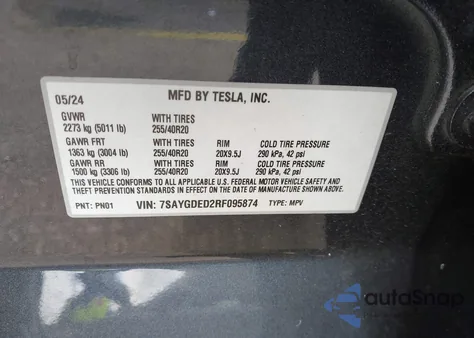 05/24 MFD BY TESLA, INC.
GVWR WITH TIRES
2273 kg (5011 lb) 255/40R20
GAWR FRT WITH TIRES RIM COLD TIRE PRESSURE
1363 kg (3004 lb) 255/40R20 20X9.5J 290 kPa, 42 psi
GAWR RR WITH TIRES RIM COLD TIRE PRESSURE
1500 kg (3306 lb) 255/40R20 20X9.5J 290 kPa, 42 psi
THIS VEHICLE CONFORMS TO ALL APPLICABLE U.S. FEDERAL MOTOR VEHICLE SAFETY
AND THEFT PREVENTION STANDARDS IN EFFECT ON THE DATE OF MANUFACTURE SHOWN ABOVE.
PNT: PN01 VIN: 7SAYGDED2RF095874 TYPE: MPV
autoSnap